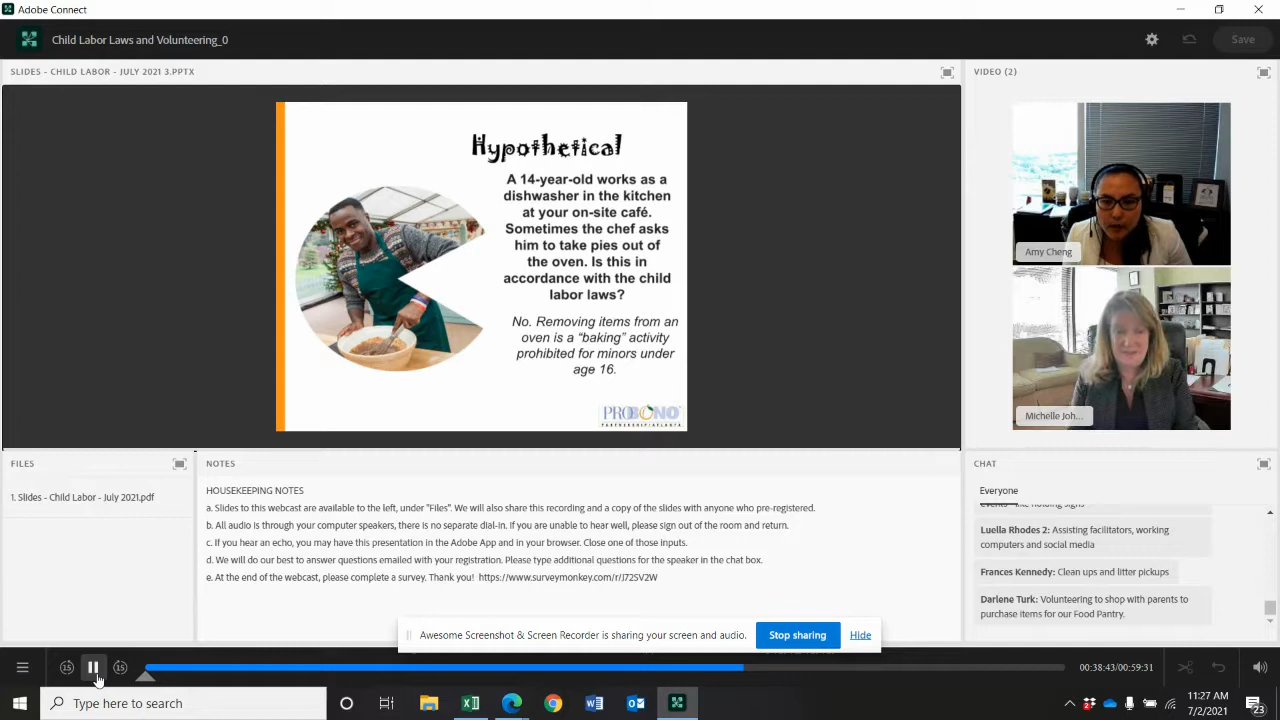 Adobe Connect
Child Labor Laws and Volunteering_0
Save
SLIDES - CHILD LABOR - JULY 2021 3.PPTX
VIDEO (2)
Hypothetical
A 14-year-old works as a
dishwasher in the kitchen
at your on-site café.
Sometimes the chef asks
him to take pies out of
the oven. Is this in
accordance with the child
labor laws?
No. Removing items from an
oven is a “baking” activity
prohibited for minors under
age 16.
PROBONO
PARTNERSHIP/ATLANTA
Amy Cheng
Michelle Joh...
FILES
1. Slides - Child Labor - July 2021.pdf
NOTES
HOUSEKEEPING NOTES
a. Slides to this webcast are available to the left, under "Files". We will also share this recording and a copy of the slides with anyone who pre-registered.
b. All audio is through your computer speakers, there is no separate dial-in. If you are unable to hear well, please sign out of the room and return.
c. If you hear an echo, you may have this presentation in the Adobe App and in your browser. Close one of those inputs.
d. We will do our best to answer questions emailed with your registration. Please type additional questions for the speaker in the chat box.
e. At the end of the webcast, please complete a survey. Thank you! https://www.surveymonkey.com/r/J72SV2W
CHAT
Everyone
Luella Rhodes 2: Assisting facilitators, working
computers and social media
Frances Kennedy: Clean ups and litter pickups
Darlene Turk: Volunteering to shop with parents to
purchase items for our Food Pantry.
Awesome Screenshot & Screen Recorder is sharing your screen and audio.
Stop sharing
Hide
00:38:43/00:59:31
Type here to search
11:27 AM
7/2/2021
23